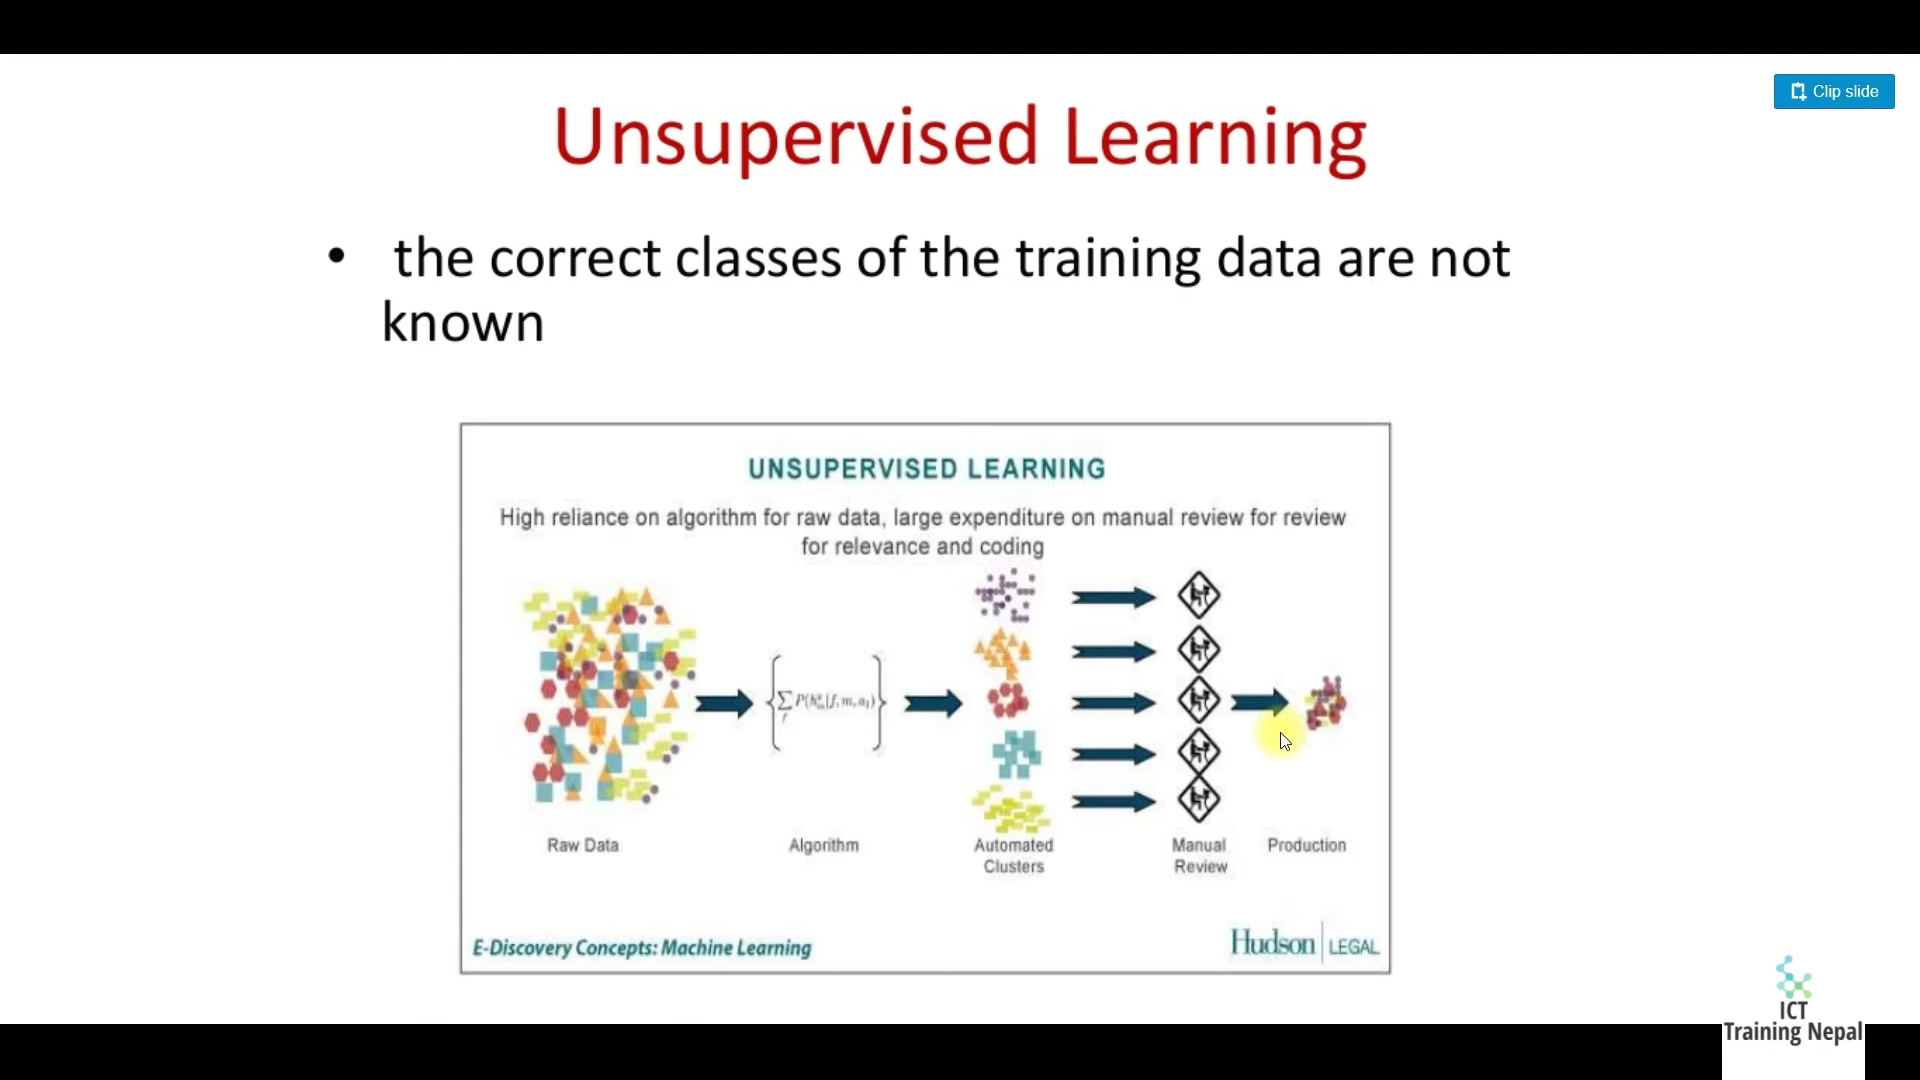 Clip slide
Unsupervised Learning
• the correct classes of the training data are not
known
UNSUPERVISED LEARNING
High reliance on algorithm for raw data, large expenditure on manual review for review
for relevance and coding
Raw Data
Algorithm
Automated
Clusters
Manual
Review
Production
E-Discovery Concepts: Machine Learning
Hudson LEGAL
ICT
Training Nepal